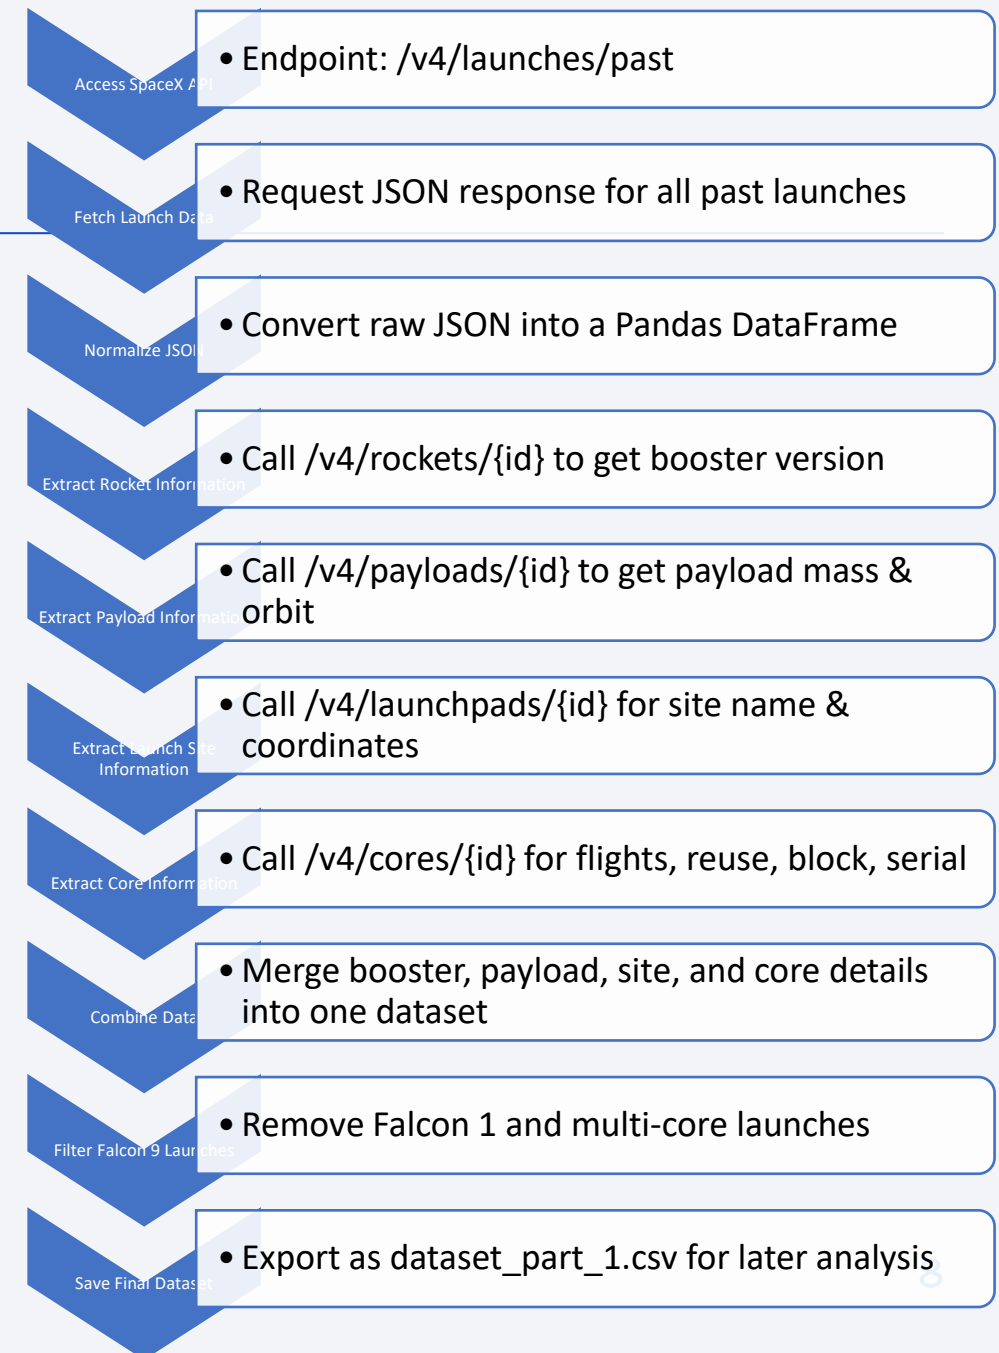 Access SpaceX API
• Endpoint: /v4/launches/past
Fetch Launch Data
• Request JSON response for all past launches
Normalize JSON
• Convert raw JSON into a Pandas DataFrame
Extract Rocket Information
• Call /v4/rockets/{id} to get booster version
Extract Payload Information
• Call /v4/payloads/{id} to get payload mass &
orbit
Extract Launch Site
Information
• Call /v4/launchpads/{id} for site name &
coordinates
Extract Core Information
• Call /v4/cores/{id} for flights, reuse, block, serial
Combine Data
• Merge booster, payload, site, and core details
into one dataset
Filter Falcon 9 Launches
• Remove Falcon 1 and multi-core launches
Save Final Dataset
• Export as dataset_part_1.csv for later analysis
8